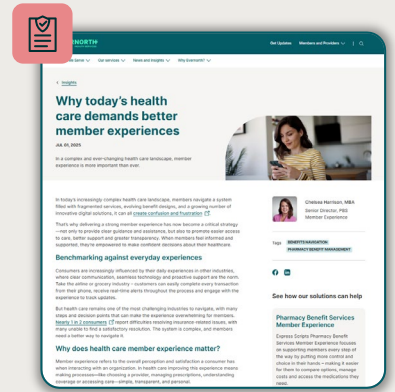 Get Updates Members and Providers
Our services News and Insights Why Evernorth?
< Insights
Why today's health
care demands better
member experiences
JUL 01, 2025
In a complex and ever-changing health care landscape, member
experience is more important than ever.
In today's increasingly complex health care landscape, members navigate a system
filled with fragmented services, evolving benefit designs, and a growing number of
innovative digital solutions, it can all create confusion and frustration
That's why delivering a strong member experience has now become a critical strategy
—not only to provide clear guidance and assistance, but also to promote easier access
to care, better support and greater transparency. When members feel informed and
supported, they're empowered to make confident decisions about their healthcare.
Benchmarking against everyday experiences
Consumers are increasingly influenced by their daily experiences in other industries,
where clear communication, seamless technology and proactive support are the norm.
Take the airline or grocery industry – customers can easily complete every transaction
from their phone, receive real-time alerts throughout the process and engage with the
experience to track updates.
But health care remains one of the most challenging industries to navigate, with many
steps and decision points that can make the experience overwhelming for members.
Nearly 1 in 2 consumers report difficulties resolving insurance-related issues, with
many unable to find a satisfactory resolution. The system is complex, and members
need a better way to navigate it.
Why does health care member experience matter?
Member experience refers to the overall perception and satisfaction a consumer has
when interacting with an organization. In health care improving this experience means
making processes—like choosing a provider, managing prescriptions, understanding
coverage or accessing care—simple, transparent, and personal.
Chelsea Harrison, MBA
Senior Director, PBS
Member Experience
Tags BENEFITS NAVIGATION
PHARMACY BENEFIT MANAGEMENT
See how our solutions can help
Pharmacy Benefit Services
Member Experience
Express Scripts Pharmacy Benefit
Services Member Experience focuses
on supporting members every step of
the way by putting more control and
choice in their hands—making it easier
for them to compare options, manage
costs and access the medications they
need.